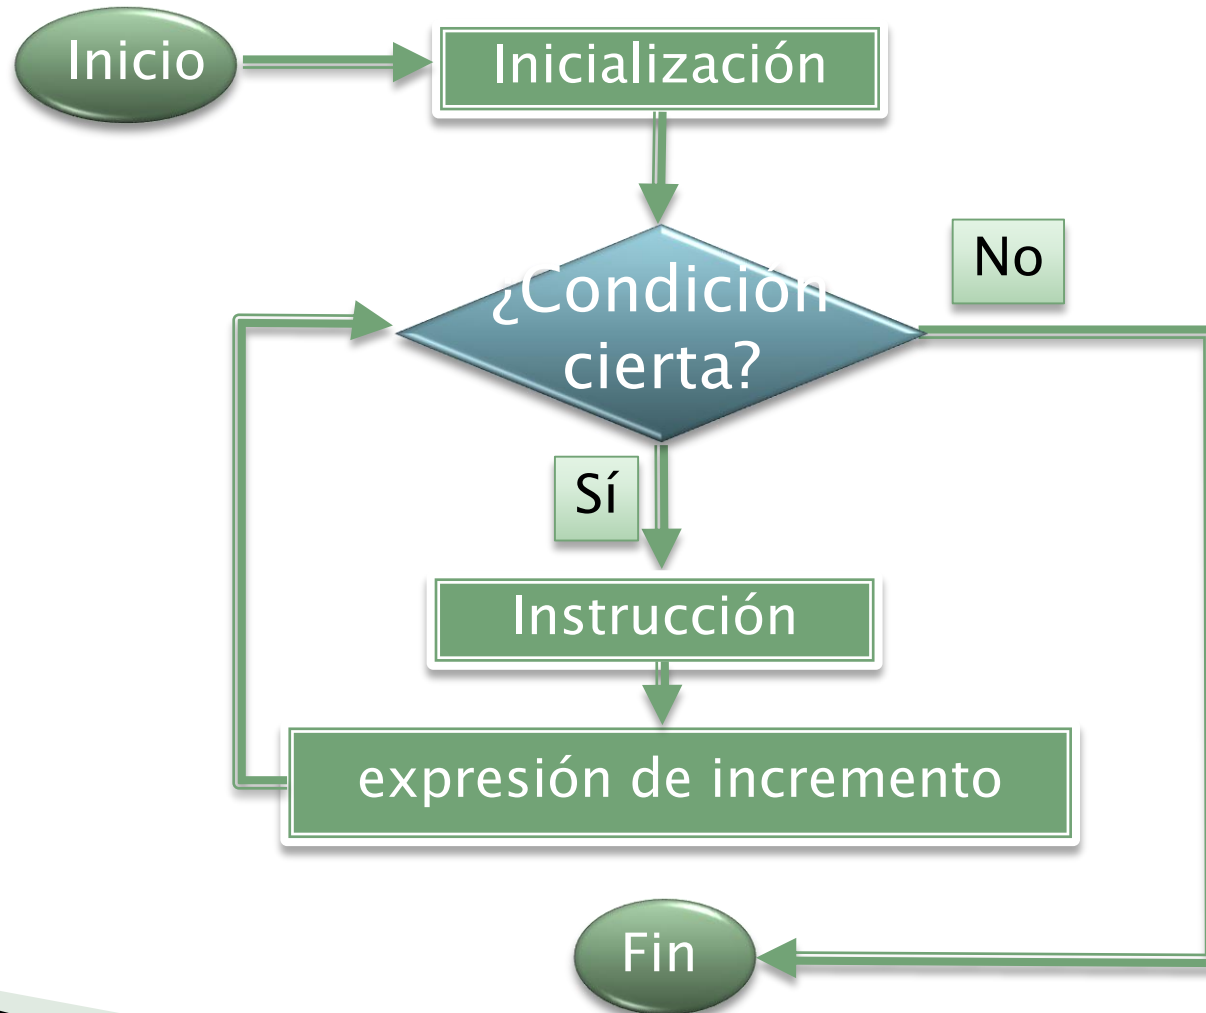 Inicio
Inicialización
¿Condición
cierta?
No
Sí
Instrucción
expresión de incremento
Fin